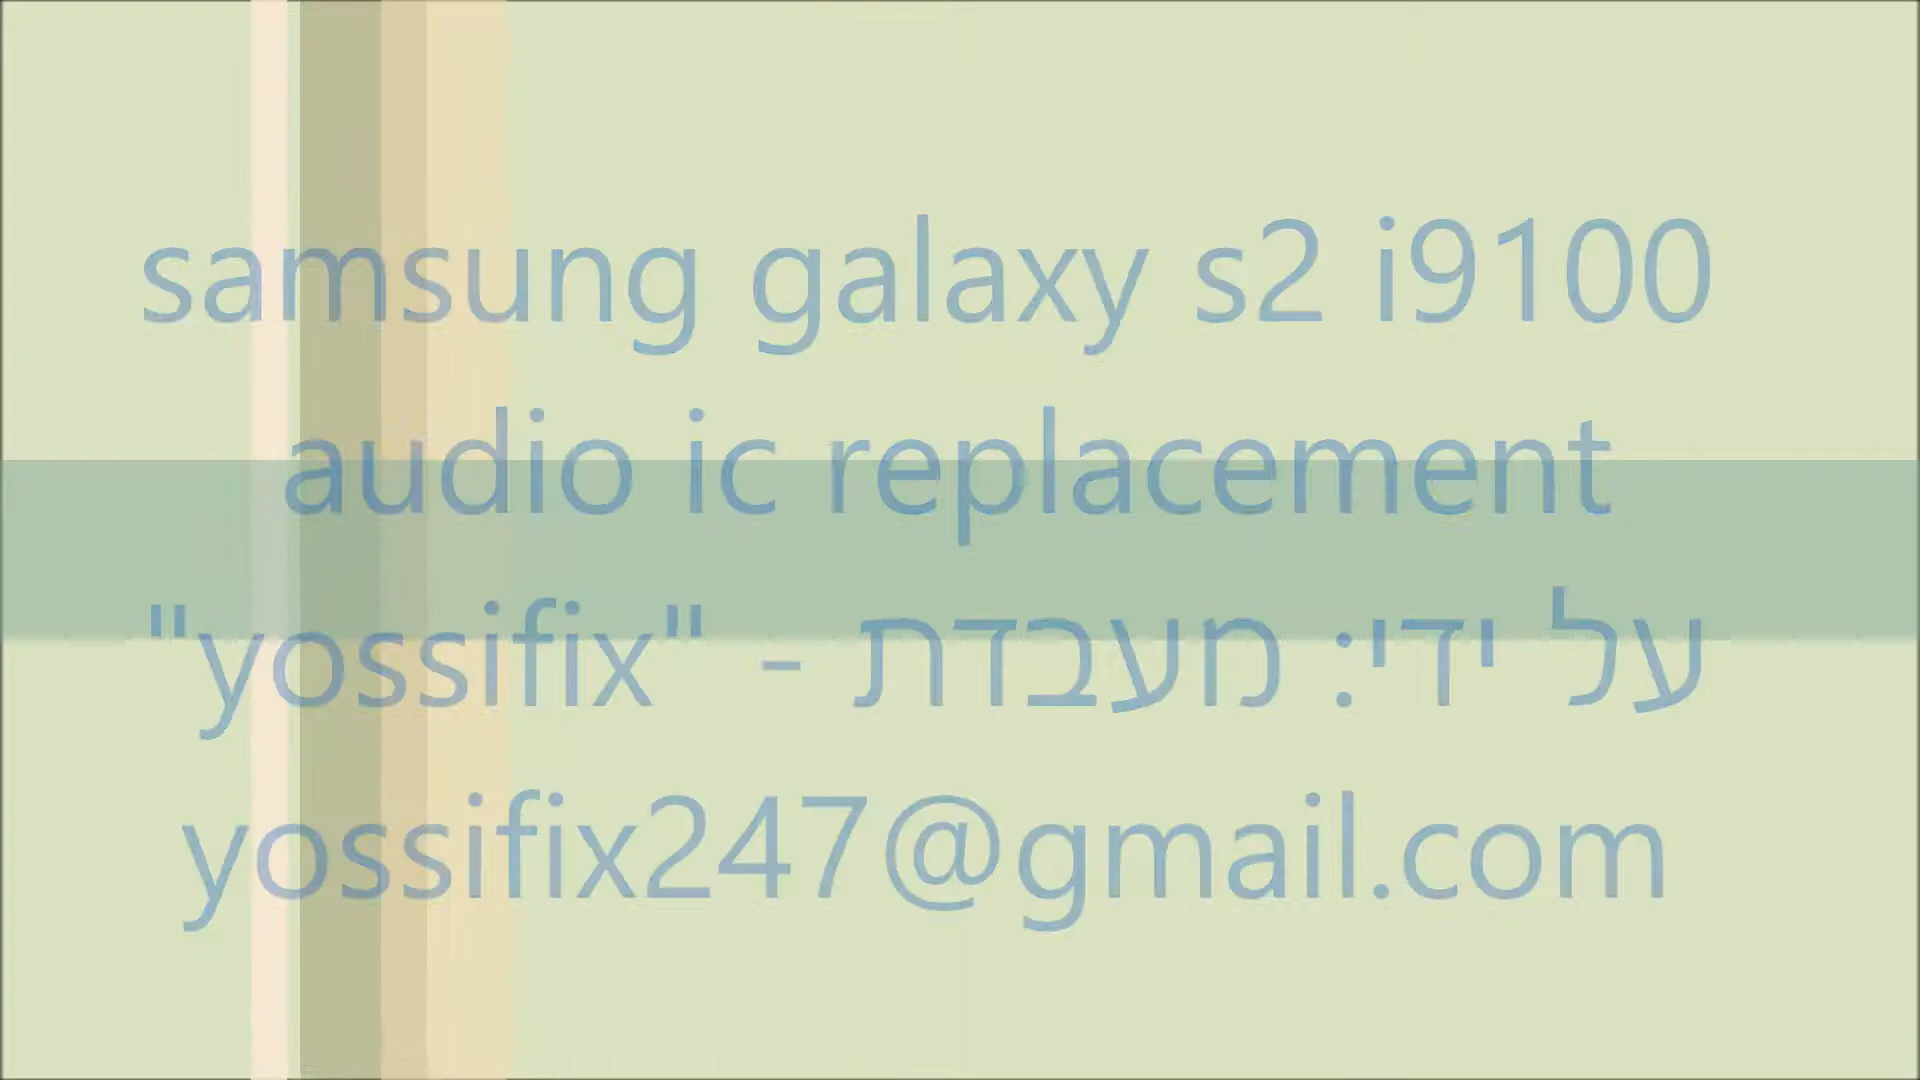 samsung galaxy s2 i9100
audio ic replacement
על ידי: מעבדת - "yossifix"
yossifix247@gmail.com